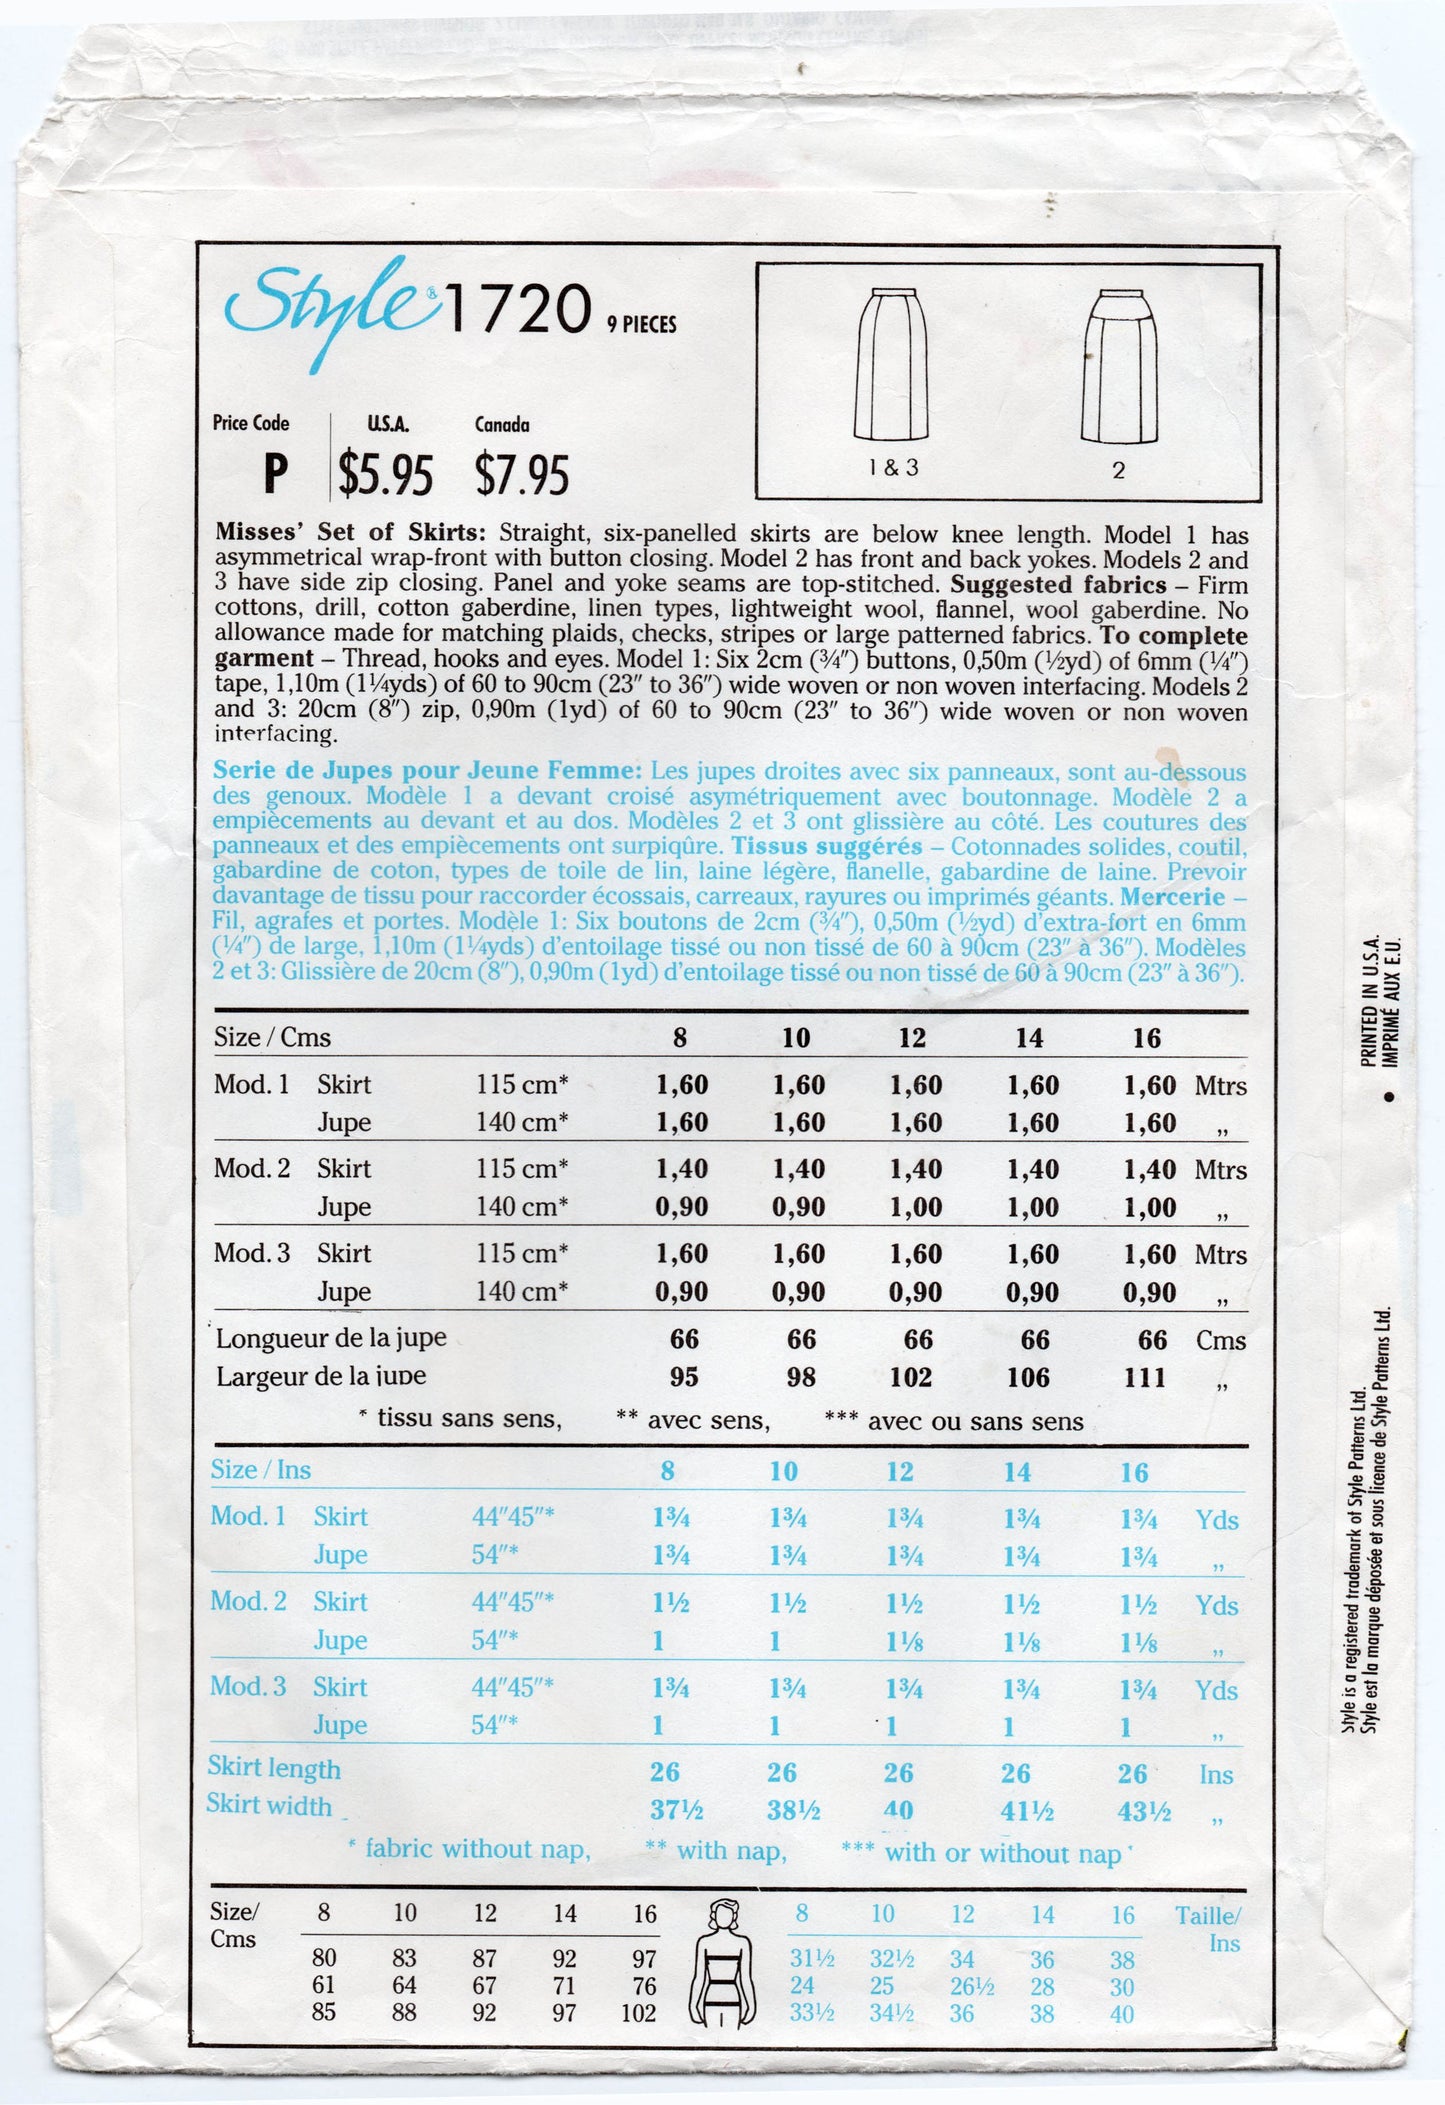 Style® 1720 9 PIECES
Price Code U.S.A. Canada
P $5.95 $7.95
1 & 3
2
Misses' Set of Skirts: Straight, six-panelled skirts are below knee length. Model 1 has
asymmetrical wrap-front with button closing. Model 2 has front and back yokes. Models 2 and
3 have side zip closing. Panel and yoke seams are top-stitched. Suggested fabrics – Firm
cottons, drill, cotton gaberdine, linen types, lightweight wool, flannel, wool gaberdine. No
allowance made for matching plaids, checks, stripes or large patterned fabrics. To complete
garment – Thread, hooks and eyes. Model 1: Six 2cm (¾″) buttons, 0,50m (½yd) of 6mm (¼″)
tape, 1,10m (1¼yds) of 60 to 90cm (23″ to 36″) wide woven or non woven interfacing. Models 2
and 3: 20cm (8″) zip, 0,90m (1yd) of 60 to 90cm (23″ to 36″) wide woven or non woven
interfacing.
Serie de Jupes pour Jeune Femme: Les jupes droites avec six panneaux, sont au-dessous
des genoux. Modèle 1 a devant croisé asymétriquement avec boutonnage. Modèle 2 a
empiècements au devant et au dos. Modèles 2 et 3 ont glissière au côté. Les coutures des
panneaux et des empiècements ont surpiqûre. Tissus suggérés – Cotonnades solides, coutil,
gabardine de coton, types de toile de lin, laine légère, flanelle, gabardine de laine. Prevoir
davantage de tissu pour raccorder écossais, carreaux, rayures ou imprimés géants. Mercerie –
Fil, agrafes et portes. Modèle 1: Six boutons de 2cm (¾″), 0,50m (½yd) d'extra-fort en 6mm
(¼″) de large, 1,10m (1¼yds) d'entoilage tissé ou non tissé de 60 à 90cm (23″ à 36″). Modèles
2 et 3: Glissière de 20cm (8″), 0,90m (1yd) d'entoilage tissé ou non tissé de 60 à 90cm (23″ à 36″).
Size / Cms 8 10 12 14 16
Mod. 1 Skirt 115 cm* 1,60 1,60 1,60 1,60 1,60 Mtrs
Jupe 140 cm* 1,60 1,60 1,60 1,60 1,60 ,,
Mod. 2 Skirt 115 cm* 1,40 1,40 1,40 1,40 1,40 Mtrs
Jupe 140 cm* 0,90 0,90 1,00 1,00 1,00 ,,
Mod. 3 Skirt 115 cm* 1,60 1,60 1,60 1,60 1,60 Mtrs
Jupe 140 cm* 0,90 0,90 0,90 0,90 0,90 ,,
Longueur de la jupe 66 66 66 66 66 Cms
Largeur de la jupe 95 98 102 106 111 ,,
* tissu sans sens, ** avec sens, *** avec ou sans sens
Size / Ins 8 10 12 14 16
Mod. 1 Skirt 44″45″* 1¾ 1¾ 1¾ 1¾ 1¾ Yds
Jupe 54″* 1¾ 1¾ 1¾ 1¾ 1¾ ,,
Mod. 2 Skirt 44″45″* 1½ 1½ 1½ 1½ 1½ Yds
Jupe 54″* 1 1 1⅛ 1⅛ 1⅛ ,,
Mod. 3 Skirt 44″45″* 1¾ 1¾ 1¾ 1¾ 1¾ Yds
Jupe 54″* 1 1 1 1 1 ,,
Skirt length 26 26 26 26 26 Ins
Skirt width 37½ 38½ 40 41½ 43½ ,,
* fabric without nap, ** with nap, *** with or without nap
Size/ 8 10 12 14 16 8 10 12 14 16 Taille/
Cms Ins
80 83 87 92 97 31½ 32½ 34 36 38
61 64 67 71 76 24 25 26½ 28 30
85 88 92 97 102 33½ 34½ 36 38 40
Style is a registered trademark of Style Patterns Ltd.
Style est la marque déposée et sous licence de Style Patterns Ltd.
• PRINTED IN U.S.A.
IMPRIMÉ AUX E.U.